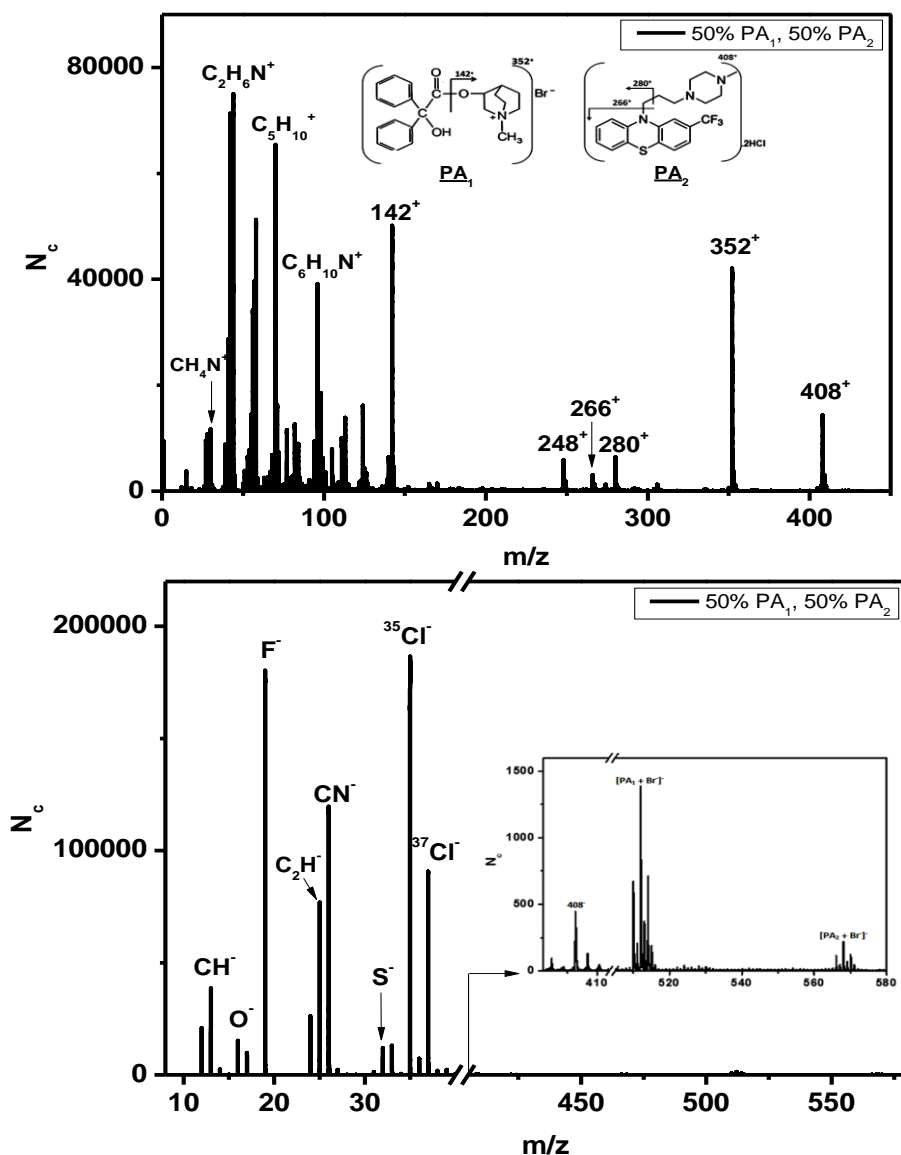 50% PA₁, 50% PA₂
80000
40000
0
N_c
C₂H₆N⁺
C₅H₁₀⁺
C₆H₁₀N⁺
CH₄N⁺
142⁺
352⁺
408⁺
248⁺
266⁺
280⁺
352⁺
142⁺
O
O
OH
N
+
CH₃
Br⁻
PA₁
408⁺
280⁺
266⁺
N
N
N
CF₃
S
.2HCl
PA₂
0 100 200 300 400
m/z
50% PA₁, 50% PA₂
200000
100000
0
N_c
CH⁻
O⁻
F⁻
C₂H⁻
CN⁻
S⁻
³⁵Cl⁻
³⁷Cl⁻
1500
1000
500
0
N_c
408⁻
[PA₁ + Br⁻]⁻
[PA₂ + Br⁻]⁻
410 520 540 560 580
10 20 30 450 500 550
m/z